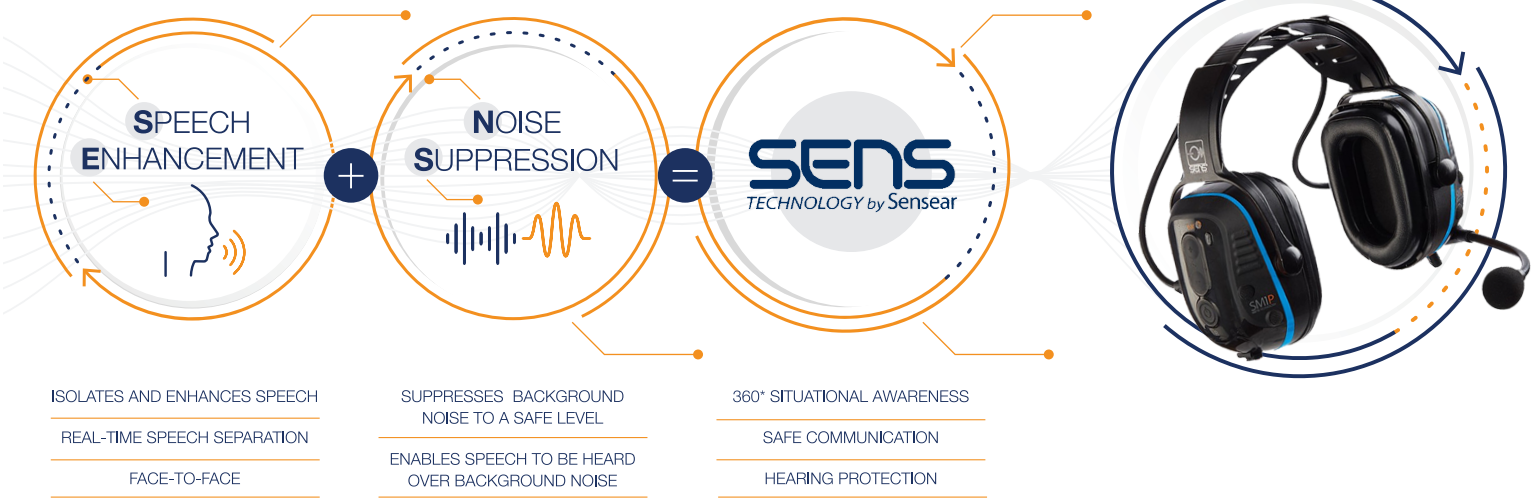 SPEECH
ENHANCEMENT
+
NOISE
SUPPRESSION
=
SENS
TECHNOLOGY by Sensear
SENS
SM1P
ISOLATES AND ENHANCES SPEECH
REAL-TIME SPEECH SEPARATION
FACE-TO-FACE
SUPPRESSES BACKGROUND
NOISE TO A SAFE LEVEL
ENABLES SPEECH TO BE HEARD
OVER BACKGROUND NOISE
360* SITUATIONAL AWARENESS
SAFE COMMUNICATION
HEARING PROTECTION